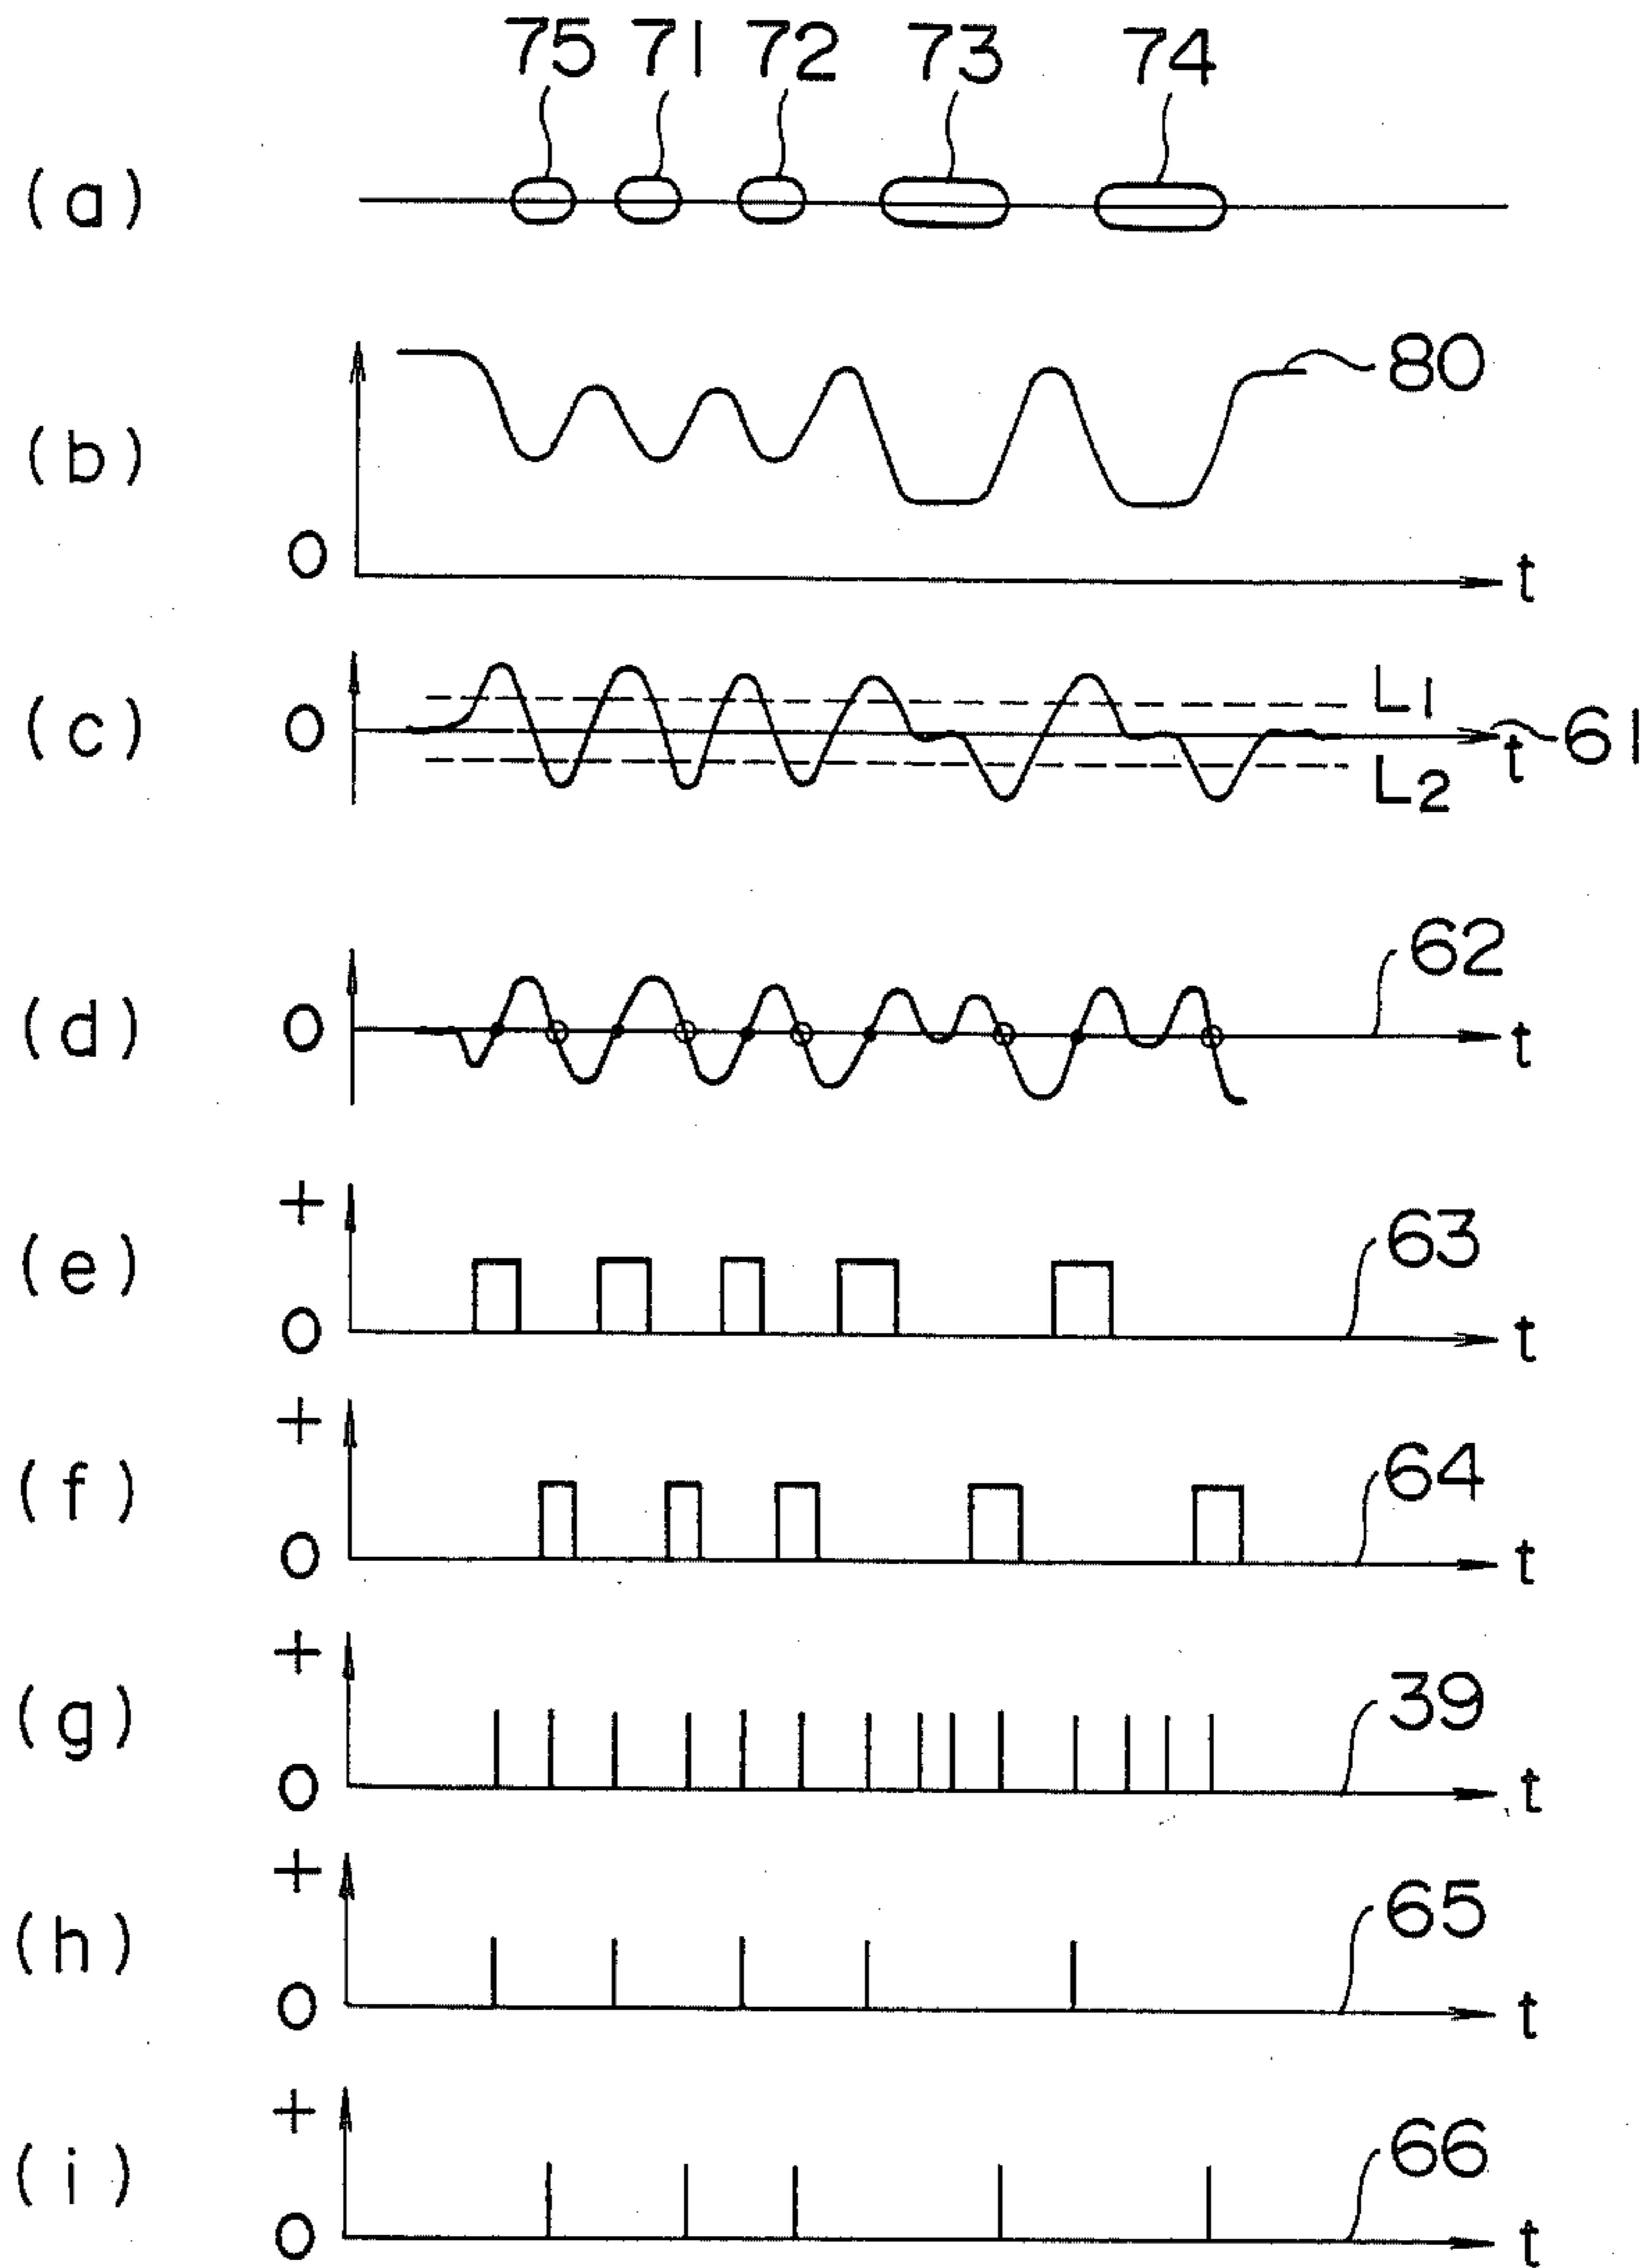 75 71 72 73 74
(a)
80
(b)
0 t
L1
(c) 0 t 61
L2
62
(d) 0 t
+
63
(e)
0 t
+
64
(f)
0 t
+
39
(g)
0 t
+
65
(h)
0 t
+
66
(i)
0 t